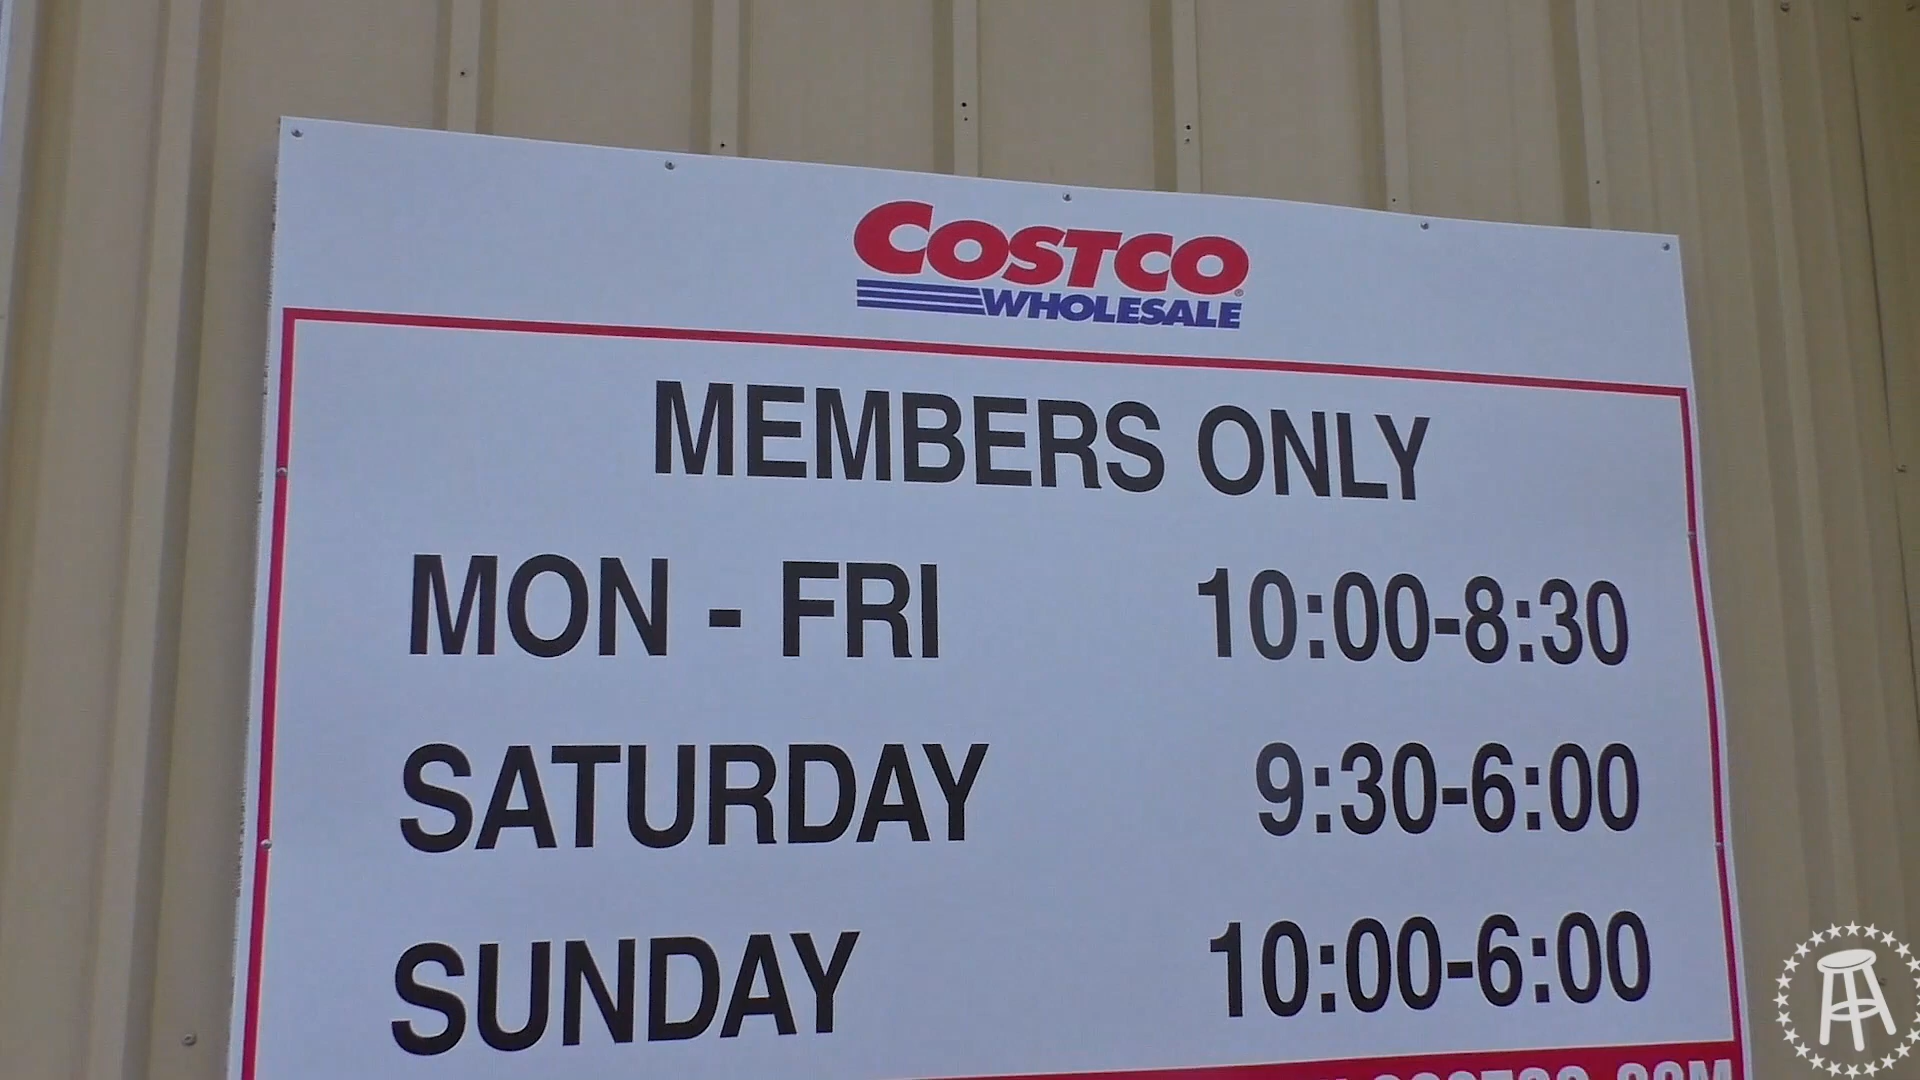 COSTCO
WHOLESALE
MEMBERS ONLY
MON - FRI 10:00-8:30
SATURDAY 9:30-6:00
SUNDAY 10:00-6:00